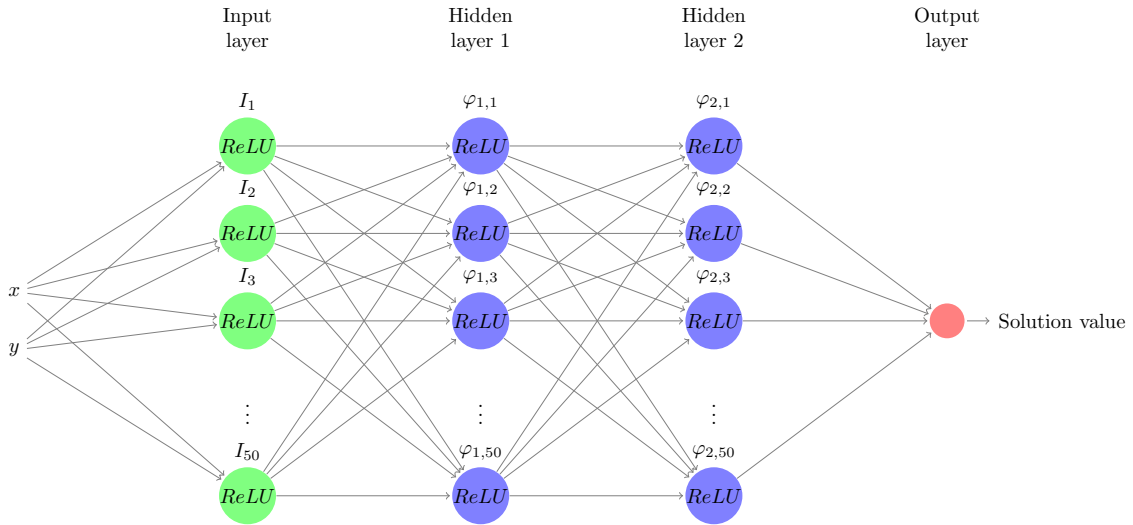 Input
layer
Hidden
layer 1
Hidden
layer 2
Output
layer
I₁
φ₁,₁
φ₂,₁
ReLU
ReLU
ReLU
I₂
φ₁,₂
φ₂,₂
ReLU
ReLU
ReLU
I₃
φ₁,₃
φ₂,₃
x
ReLU
ReLU
ReLU
Solution value
y
⋮
⋮
⋮
I₅₀
φ₁,₅₀
φ₂,₅₀
ReLU
ReLU
ReLU